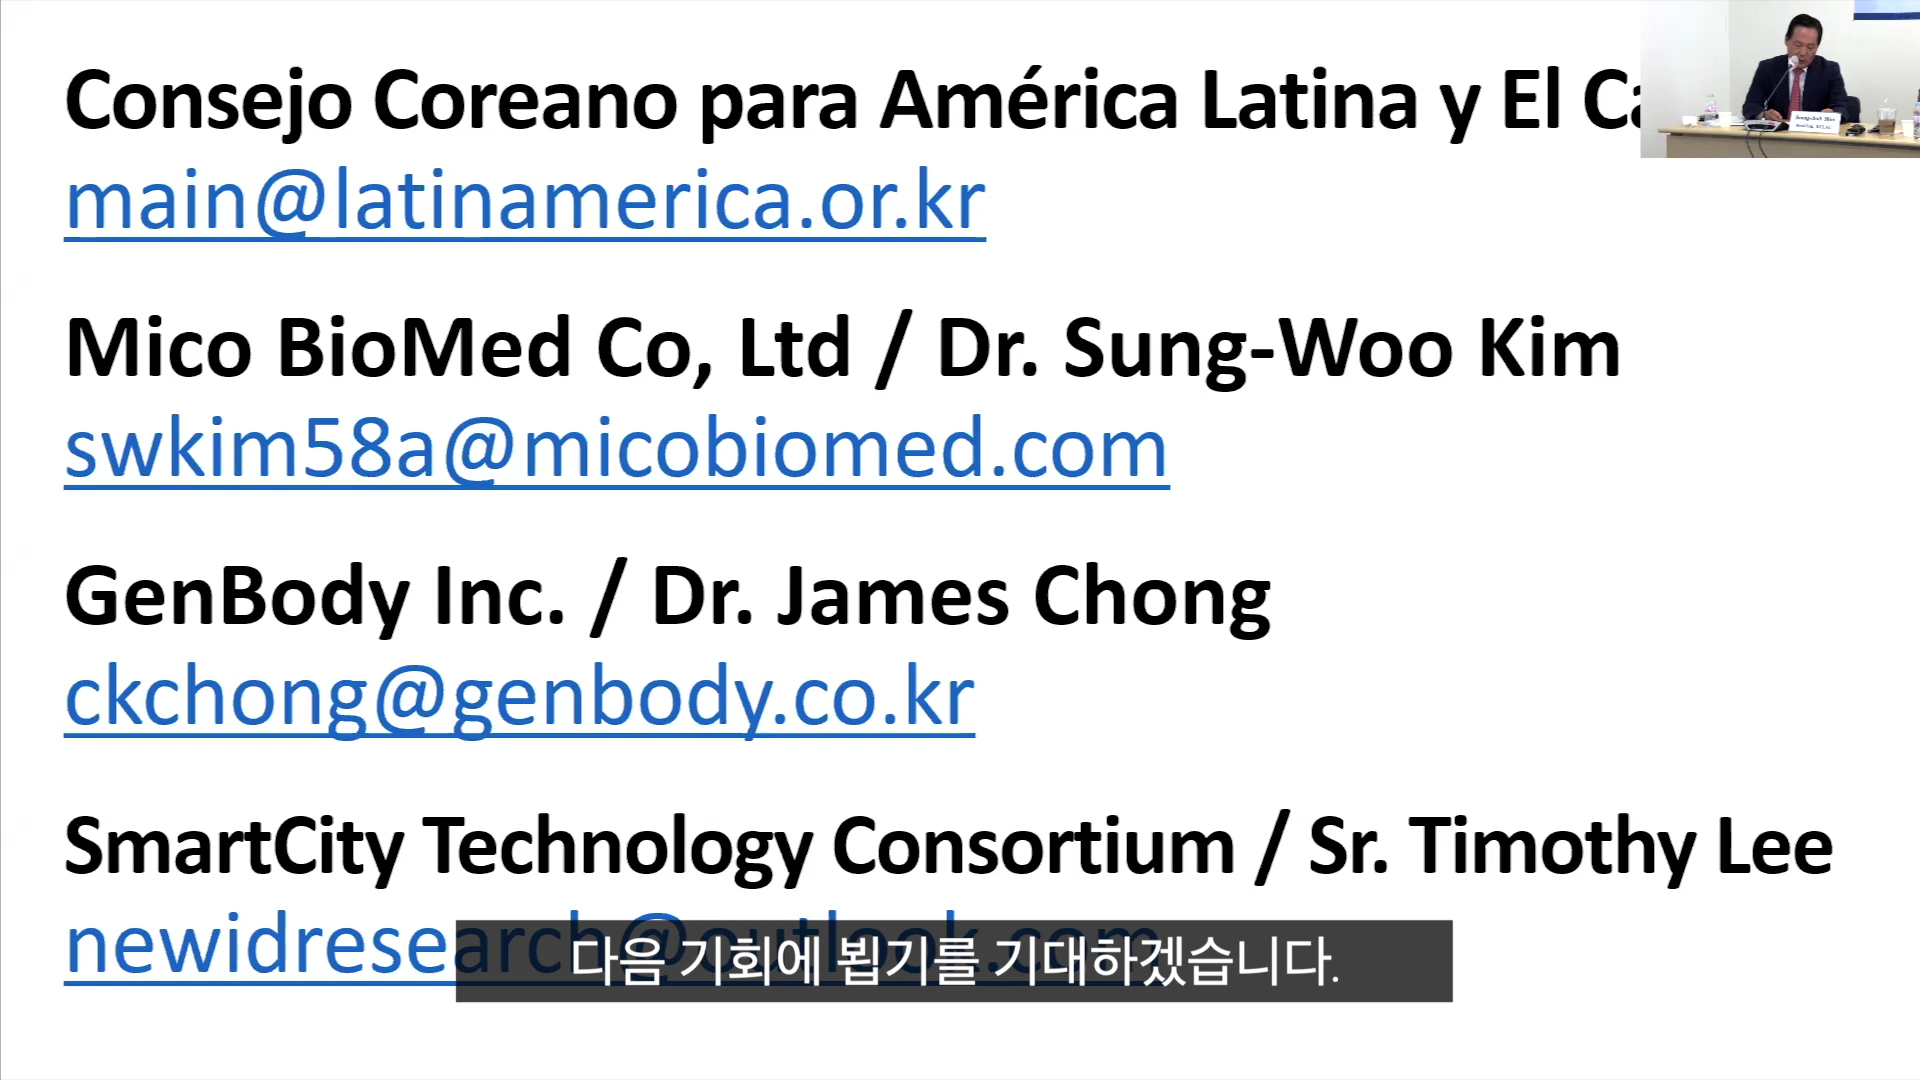 Consejo Coreano para América Latina y El Ca
main@latinamerica.or.kr
Mico BioMed Co, Ltd / Dr. Sung-Woo Kim
swkim58a@micobiomed.com
GenBody Inc. / Dr. James Chong
ckchong@genbody.co.kr
SmartCity Technology Consortium / Sr. Timothy Lee
newidresearch@outlook.com
다음 기회에 뵙기를 기대하겠습니다.